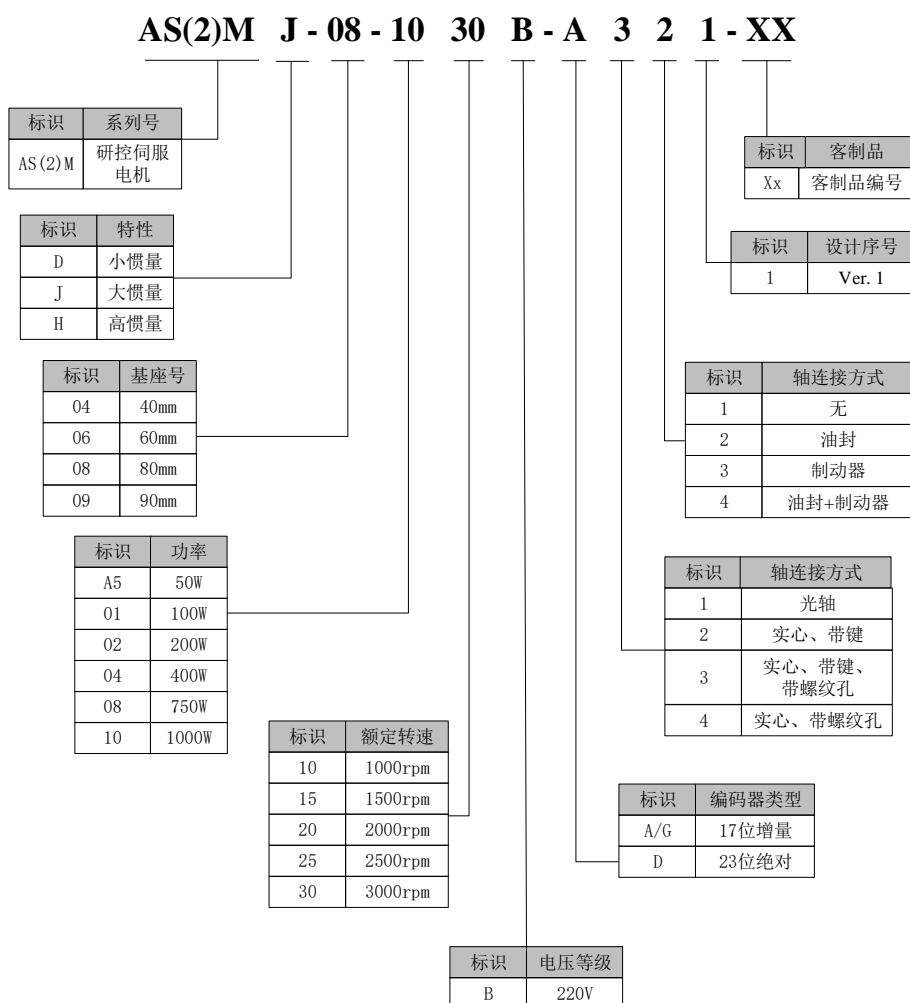 AS(2)M J - 08 - 10 30 B - A 3 2 1 - XX
标识 系列号
AS(2)M 研控伺服
电机
标识 特性
D 小惯量
J 大惯量
H 高惯量
标识 基座号
04 40mm
06 60mm
08 80mm
09 90mm
标识 功率
A5 50W
01 100W
02 200W
04 400W
08 750W
10 1000W
标识 额定转速
10 1000rpm
15 1500rpm
20 2000rpm
25 2500rpm
30 3000rpm
标识 电压等级
B 220V
标识 编码器类型
A/G 17位增量
D 23位绝对
标识 轴连接方式
1 光轴
2 实心、带键
3 实心、带键、
带螺纹孔
4 实心、带螺纹孔
标识 轴连接方式
1 无
2 油封
3 制动器
4 油封+制动器
标识 设计序号
1 Ver. 1
标识 客制品
Xx 客制品编号